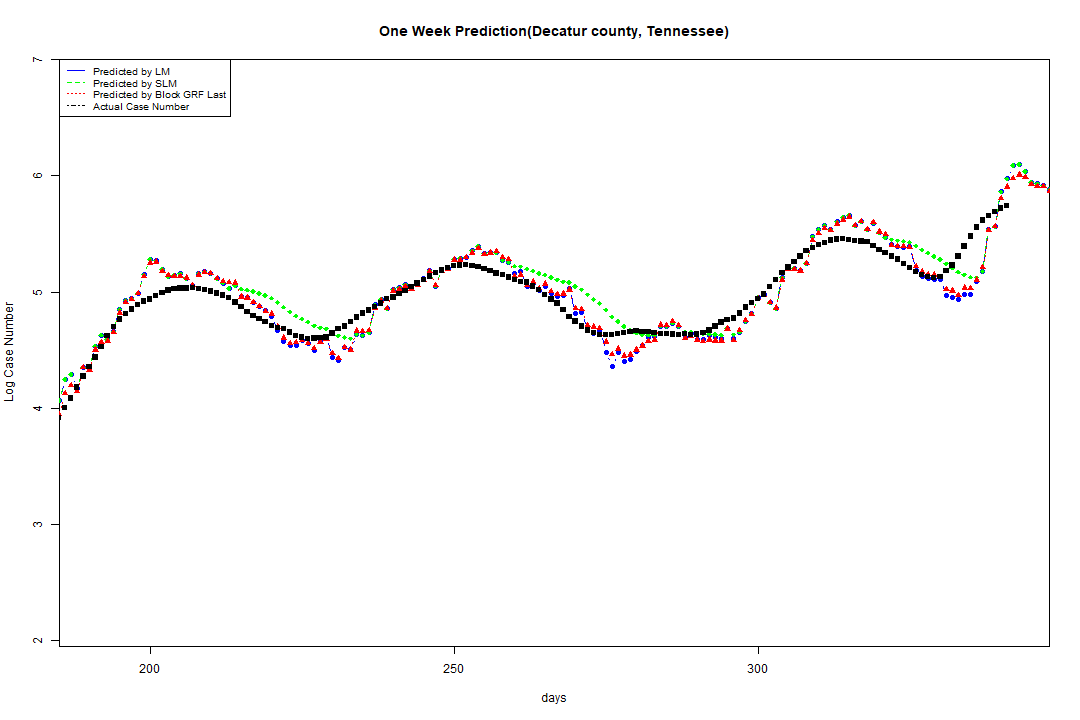 One Week Prediction(Decatur county, Tennessee)
Predicted by LM
Predicted by SLM
Predicted by Block GRF Last
Actual Case Number
7
6
5
4
3
2
Log Case Number
200
250
300
days